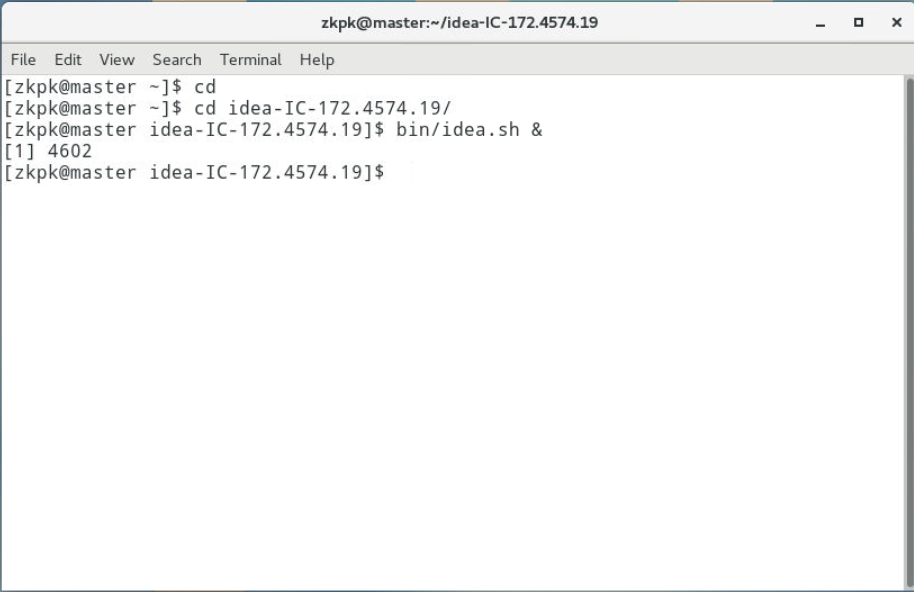 zkpk@master:~/idea-IC-172.4574.19
File Edit View Search Terminal Help
[zkpk@master ~]$ cd
[zkpk@master ~]$ cd idea-IC-172.4574.19/
[zkpk@master idea-IC-172.4574.19]$ bin/idea.sh &
[1] 4602
[zkpk@master idea-IC-172.4574.19]$